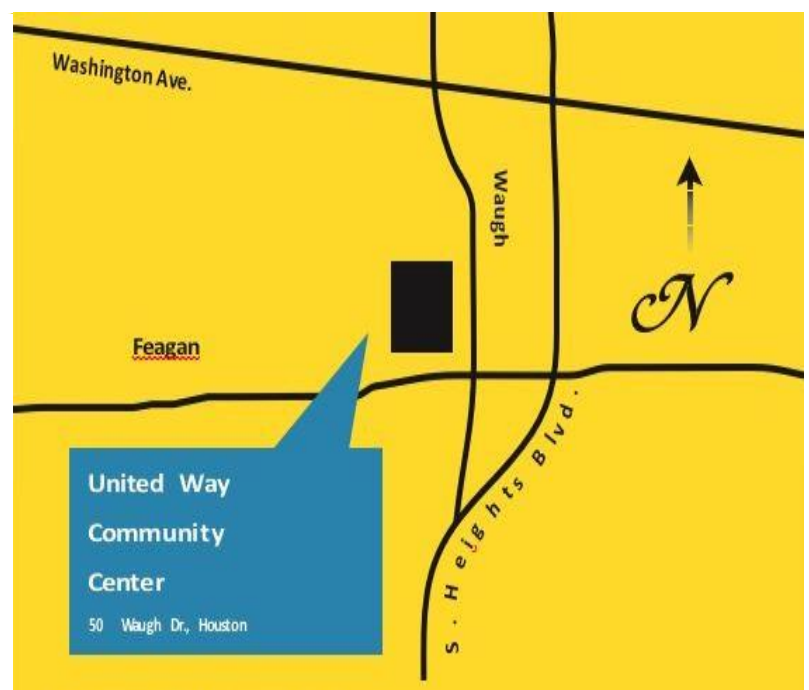 Washington Ave.
Waugh
N
Feagan
S. Heights Blvd.
United Way
Community
Center
50 Waugh Dr., Houston